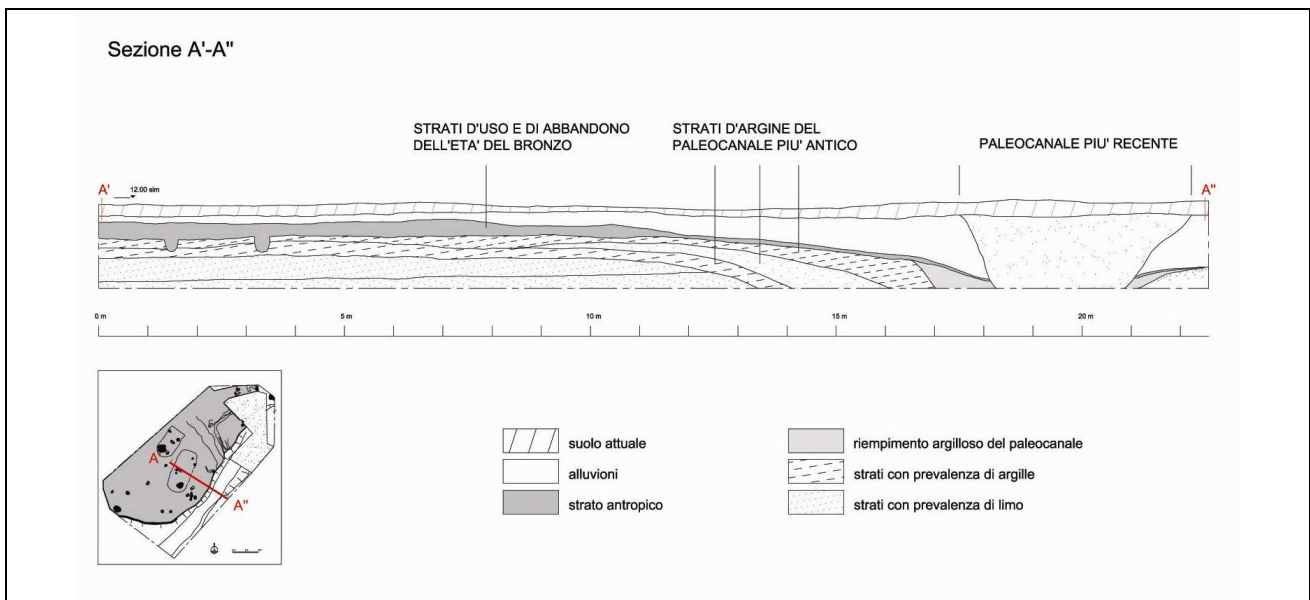 Sezione A'-A"
STRATI D'USO E DI ABBANDONO
DELL'ETA' DEL BRONZO
STRATI D'ARGINE DEL
PALEOCANALE PIU' ANTICO
PALEOCANALE PIU' RECENTE
A'
12.00 slm
A"
0 m
5 m
10 m
15 m
20 m
A
A"
suolo attuale
alluvioni
strato antropico
riempimento argilloso del paleocanale
strati con prevalenza di argille
strati con prevalenza di limo